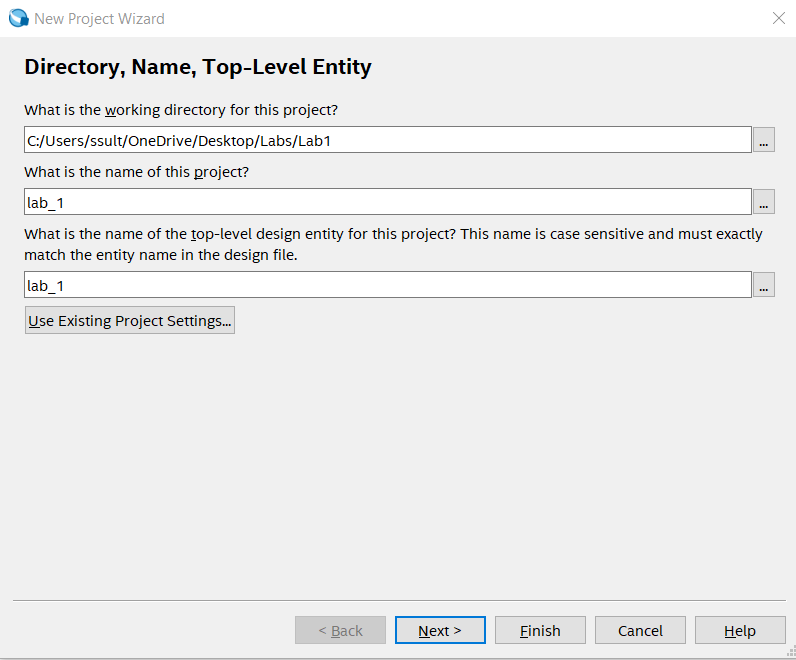 New Project Wizard
Directory, Name, Top-Level Entity
What is the working directory for this project?
C:/Users/ssult/OneDrive/Desktop/Labs/Lab1
...
What is the name of this project?
lab_1
...
What is the name of the top-level design entity for this project? This name is case sensitive and must exactly
match the entity name in the design file.
lab_1
...
Use Existing Project Settings...
< Back Next > Finish Cancel Help